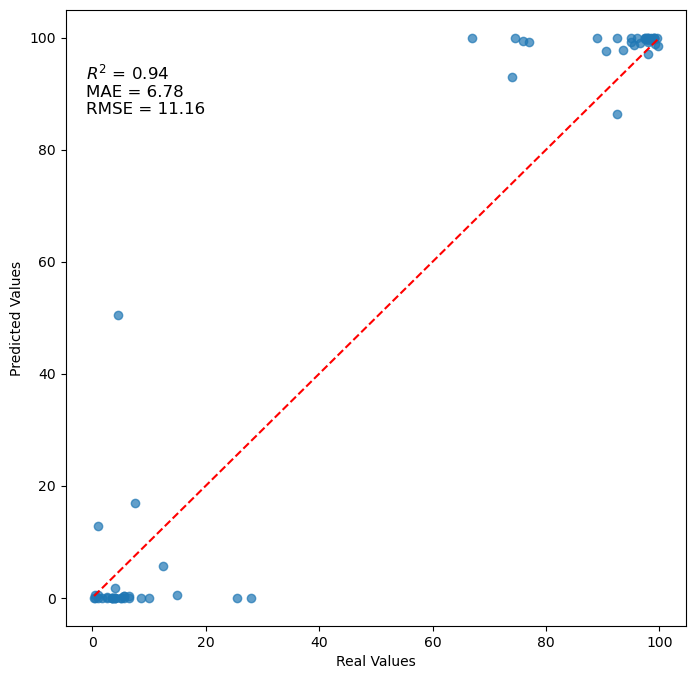 100
80
60
40
20
0
Predicted Values
R² = 0.94
MAE = 6.78
RMSE = 11.16
0 20 40 60 80 100
Real Values